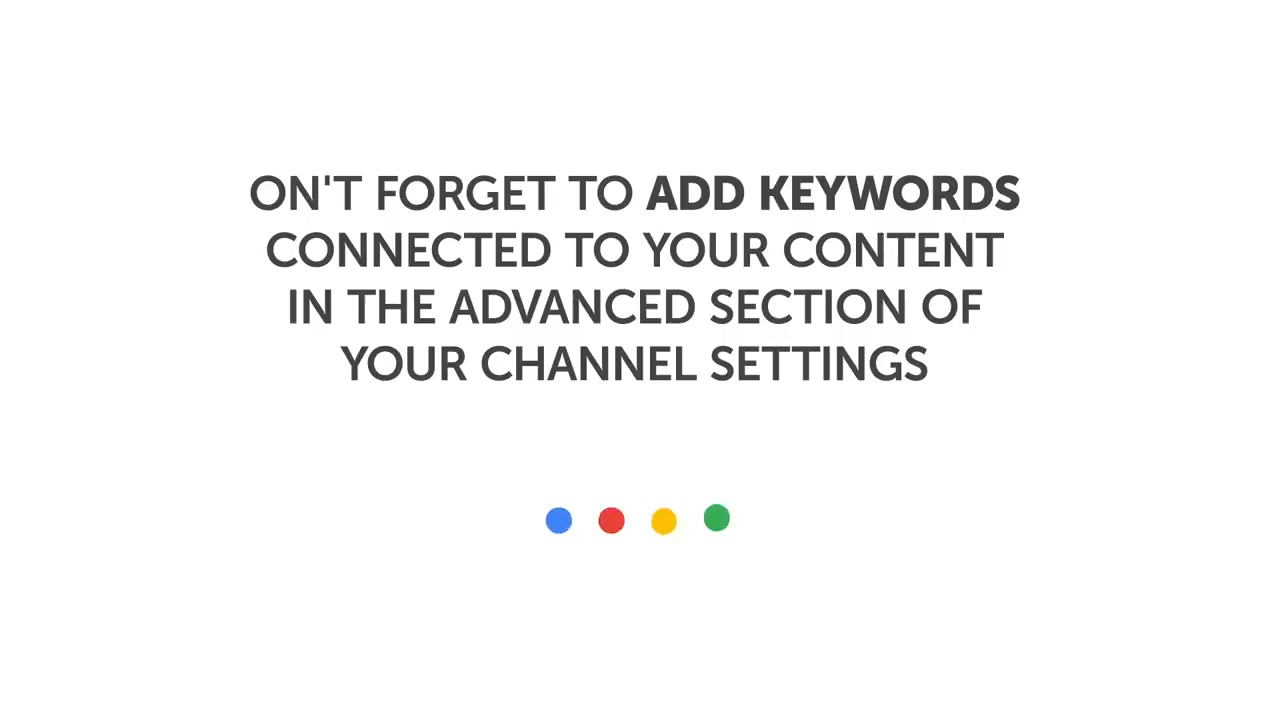 ON'T FORGET TO ADD KEYWORDS
CONNECTED TO YOUR CONTENT
IN THE ADVANCED SECTION OF
YOUR CHANNEL SETTINGS